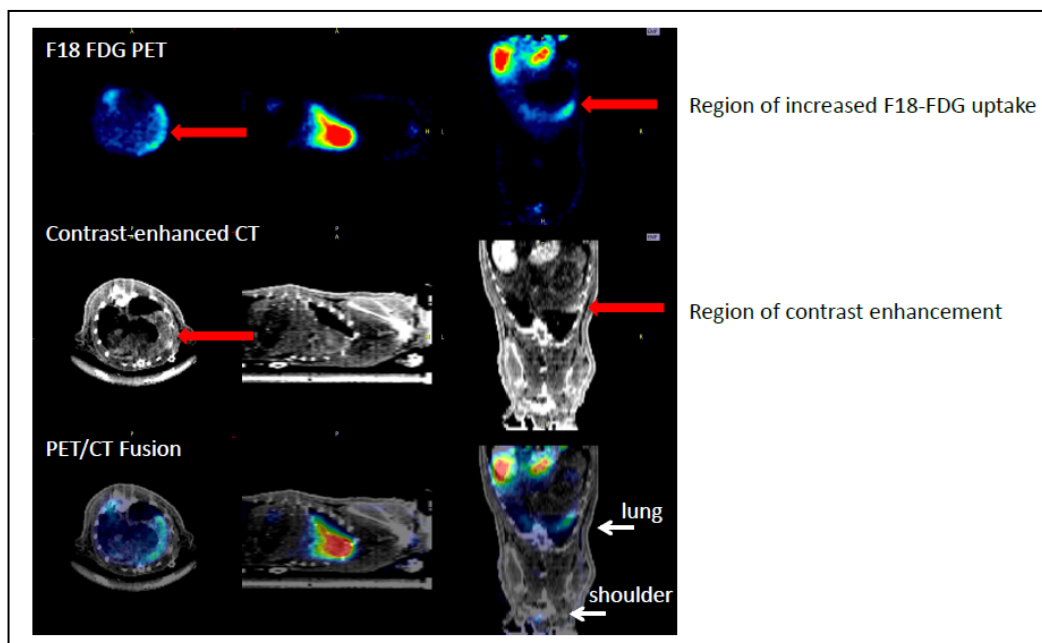 F18 FDG PET
Region of increased F18-FDG uptake
Contrast-enhanced CT
Region of contrast enhancement
PET/CT Fusion
lung
shoulder